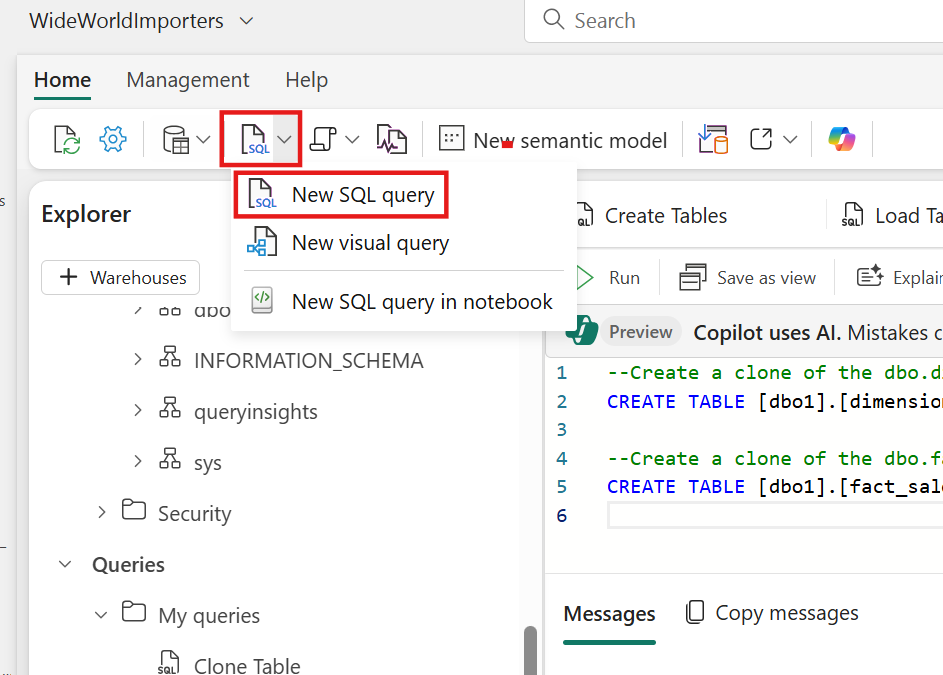 WideWorldImporters
Search
Home Management Help
SQL
New semantic model
SQL New SQL query
New visual query
New SQL query in notebook
Explorer
Warehouses
dbo
INFORMATION_SCHEMA
queryinsights
sys
Security
Queries
My queries
SQL Clone Table
SQL Create Tables
SQL Load Ta
Run Save as view Explain
Preview Copilot uses AI. Mistakes c
1 --Create a clone of the dbo.d
2 CREATE TABLE [dbo1].[dimension
3
4 --Create a clone of the dbo.f
5 CREATE TABLE [dbo1].[fact_sal
6
Messages Copy messages